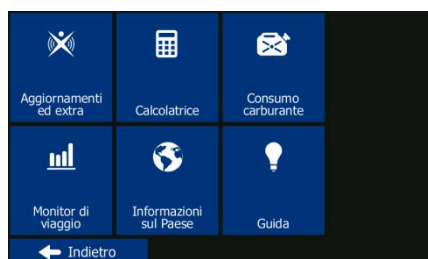 Aggiornamenti
ed extra
Calcolatrice
Consumo
carburante
Monitor di
viaggio
Informazioni
sul Paese
Guida
Indietro